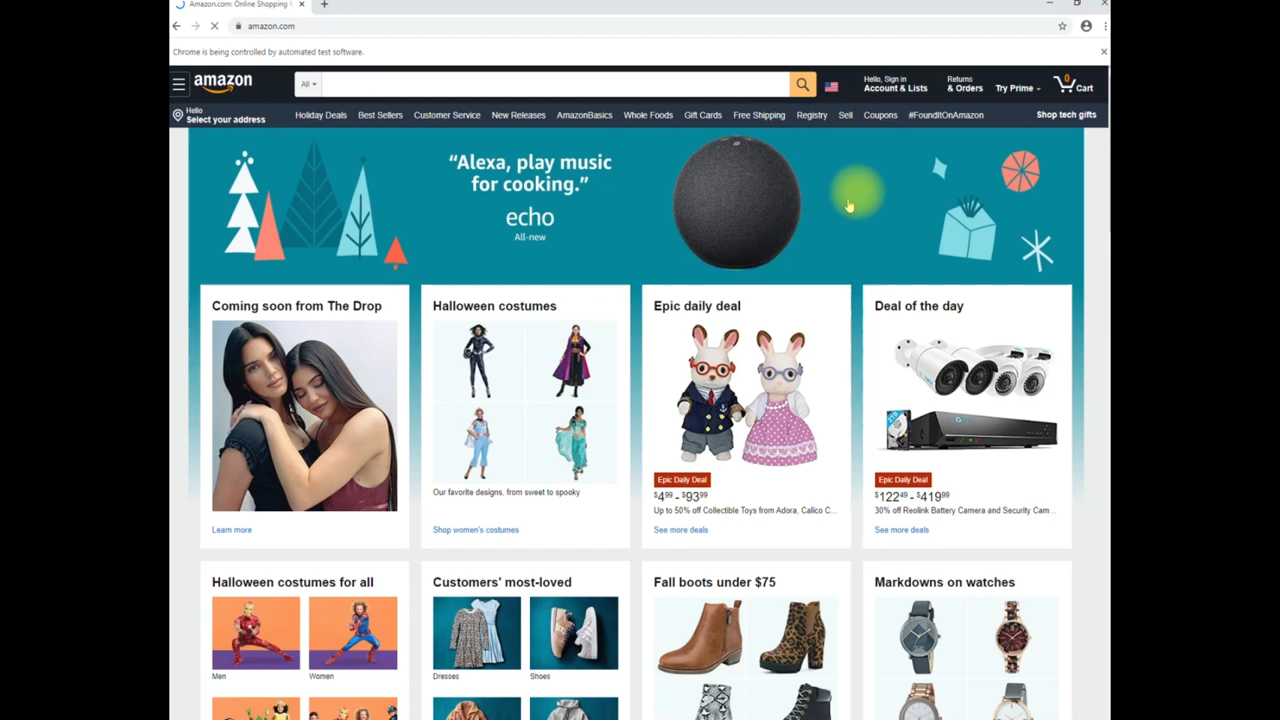 Amazon.com: Online Shopping
amazon.com
Chrome is being controlled by automated test software.
amazon
All
Hello, Sign in
Account & Lists
Returns
& Orders
Try Prime
0
Cart
Hello
Select your address
Holiday Deals
Best Sellers
Customer Service
New Releases
AmazonBasics
Whole Foods
Gift Cards
Free Shipping
Registry
Sell
Coupons
#FoundItOnAmazon
Shop tech gifts
“Alexa, play music
for cooking.”
echo
All-new
Coming soon from The Drop
Learn more
Halloween costumes
Our favorite designs, from sweet to spooky
Shop women's costumes
Epic daily deal
Epic Daily Deal
$4.99 - $93.99
Up to 50% off Collectible Toys from Adora, Calico C...
See more deals
Deal of the day
Epic Daily Deal
$122.49 - $419.99
30% off Reolink Battery Camera and Security Cam...
See more deals
Halloween costumes for all
Men
Women
Customers' most-loved
Dresses
Shoes
Fall boots under $75
Markdowns on watches